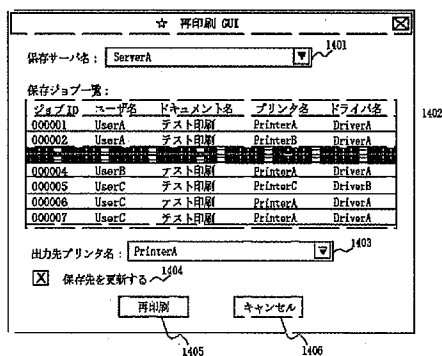 ☆ 再印刷 GUI
保存サーバ名： ServerA
1401
保存ジョブ一覧：
ジョブID ユーザ名 ドキュメント名 プリンタ名 ドライバ名
1402
000001 UserA テスト印刷 PrinterA DriverA
000002 UserA テスト印刷 PrinterB DriverA
000004 UserB テスト印刷 PrinterA DriverA
000005 UserC テスト印刷 PrinterC DriverB
000006 UserC テスト印刷 PrinterA DriverA
000007 UserC テスト印刷 PrinterA DriverA
出力先プリンタ名： PrinterA
1403
保存先を更新する
1404
再印刷 キャンセル
1405 1406